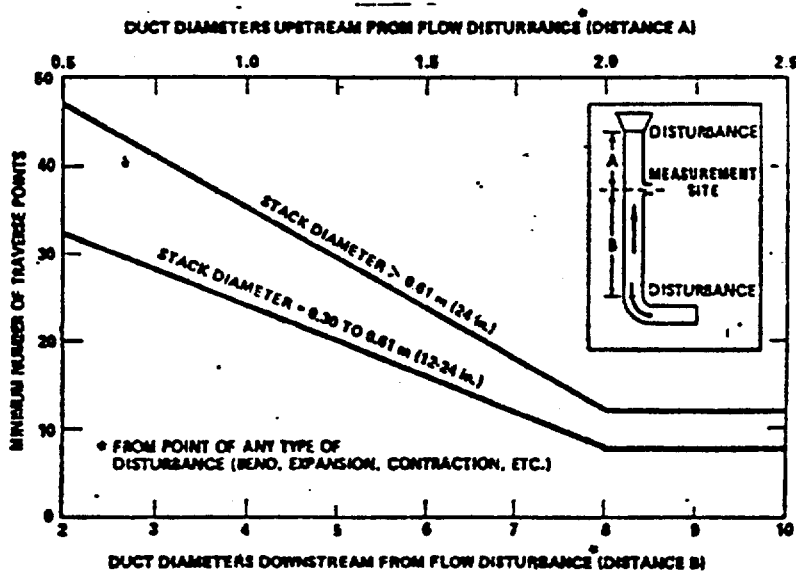 DUCT DIAMETERS UPSTREAM FROM FLOW DISTURBANCE* (DISTANCE A)
0.5 1.0 1.5 2.0 2.5
50
40
30
20
10
0
MINIMUM NUMBER OF TRAVERSE POINTS
STACK DIAMETER > 0.61 m (24 in.)
STACK DIAMETER = 0.30 TO 0.61 m (12-24 in.)
DISTURBANCE
A
MEASUREMENT
SITE
B
DISTURBANCE
* FROM POINT OF ANY TYPE OF
DISTURBANCE (BEND, EXPANSION, CONTRACTION, ETC.)
2 3 4 5 6 7 8 9 10
DUCT DIAMETERS DOWNSTREAM FROM FLOW DISTURBANCE* (DISTANCE B)